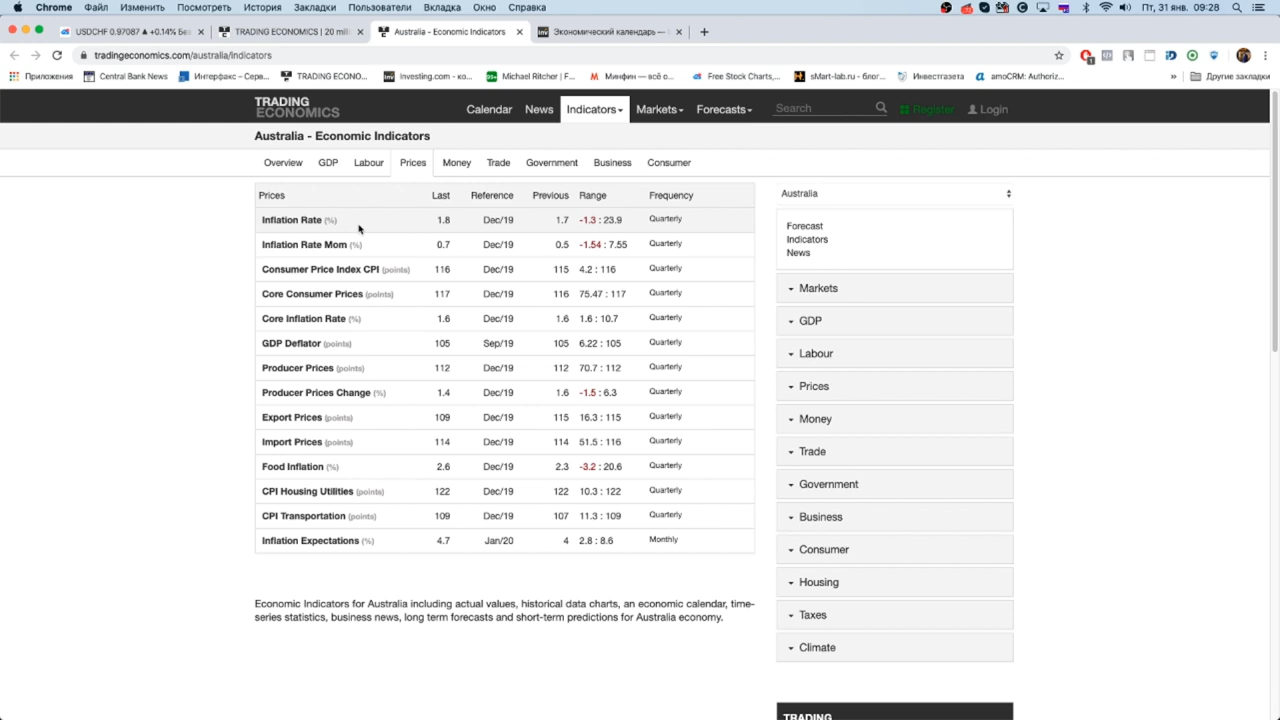 Chrome Файл Изменить Посмотреть История Закладки Пользователи Вкладка Окно Справка Пт, 31 янв. 09:28
USDCHF 0.97087 ▲ +0.14% Бе TRADING ECONOMICS | 20 mil Australia - Economic Indicators Экономический календарь —
tradingeconomics.com/australia/indicators
Приложения Central Bank News Интерфакс – Серв... TRADING ECONO... Investing.com - ко... Michael Ritcher | F... Минфин — всё о... Free Stock Charts,... sMart-lab.ru - блог... Инвестгазета amoCRM: Authoriz... » Другие закладки
TRADING
ECONOMICS
Calendar News Indicators Markets Forecasts Search Register Login
Australia - Economic Indicators
Overview GDP Labour Prices Money Trade Government Business Consumer
Prices Last Reference Previous Range Frequency
Inflation Rate (%) 1.8 Dec/19 1.7 -1.3 : 23.9 Quarterly
Inflation Rate Mom (%) 0.7 Dec/19 0.5 -1.54 : 7.55 Quarterly
Consumer Price Index CPI (points) 116 Dec/19 115 4.2 : 116 Quarterly
Core Consumer Prices (points) 117 Dec/19 116 75.47 : 117 Quarterly
Core Inflation Rate (%) 1.6 Dec/19 1.6 1.6 : 10.7 Quarterly
GDP Deflator (points) 105 Sep/19 105 6.22 : 105 Quarterly
Producer Prices (points) 112 Dec/19 112 70.7 : 112 Quarterly
Producer Prices Change (%) 1.4 Dec/19 1.6 -1.5 : 6.3 Quarterly
Export Prices (points) 109 Dec/19 115 16.3 : 115 Quarterly
Import Prices (points) 114 Dec/19 114 51.5 : 116 Quarterly
Food Inflation (%) 2.6 Dec/19 2.3 -3.2 : 20.6 Quarterly
CPI Housing Utilities (points) 122 Dec/19 122 10.3 : 122 Quarterly
CPI Transportation (points) 109 Dec/19 107 11.3 : 109 Quarterly
Inflation Expectations (%) 4.7 Jan/20 4 2.8 : 8.6 Monthly
Economic Indicators for Australia including actual values, historical data charts, an economic calendar, time-
series statistics, business news, long term forecasts and short-term predictions for Australia economy.
Australia
Forecast
Indicators
News
Markets
GDP
Labour
Prices
Money
Trade
Government
Business
Consumer
Housing
Taxes
Climate
TRADING